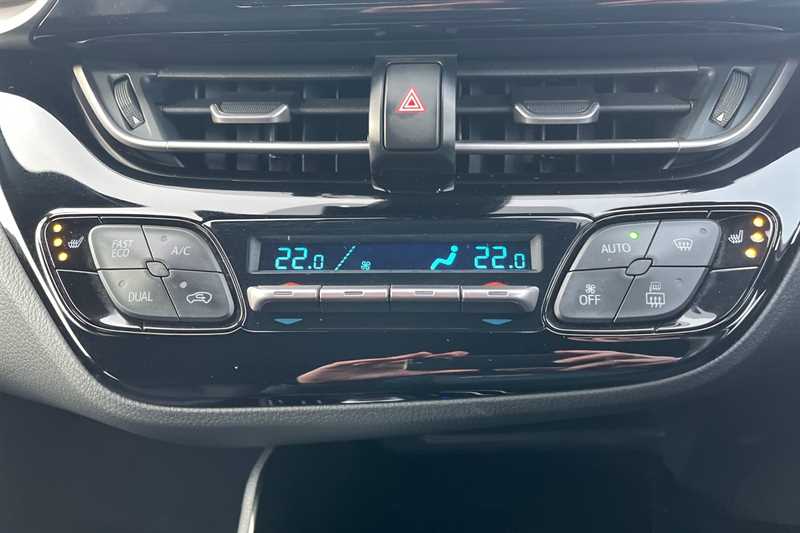 FAST
ECO
A/C
DUAL
22.0
22.0
AUTO
OFF